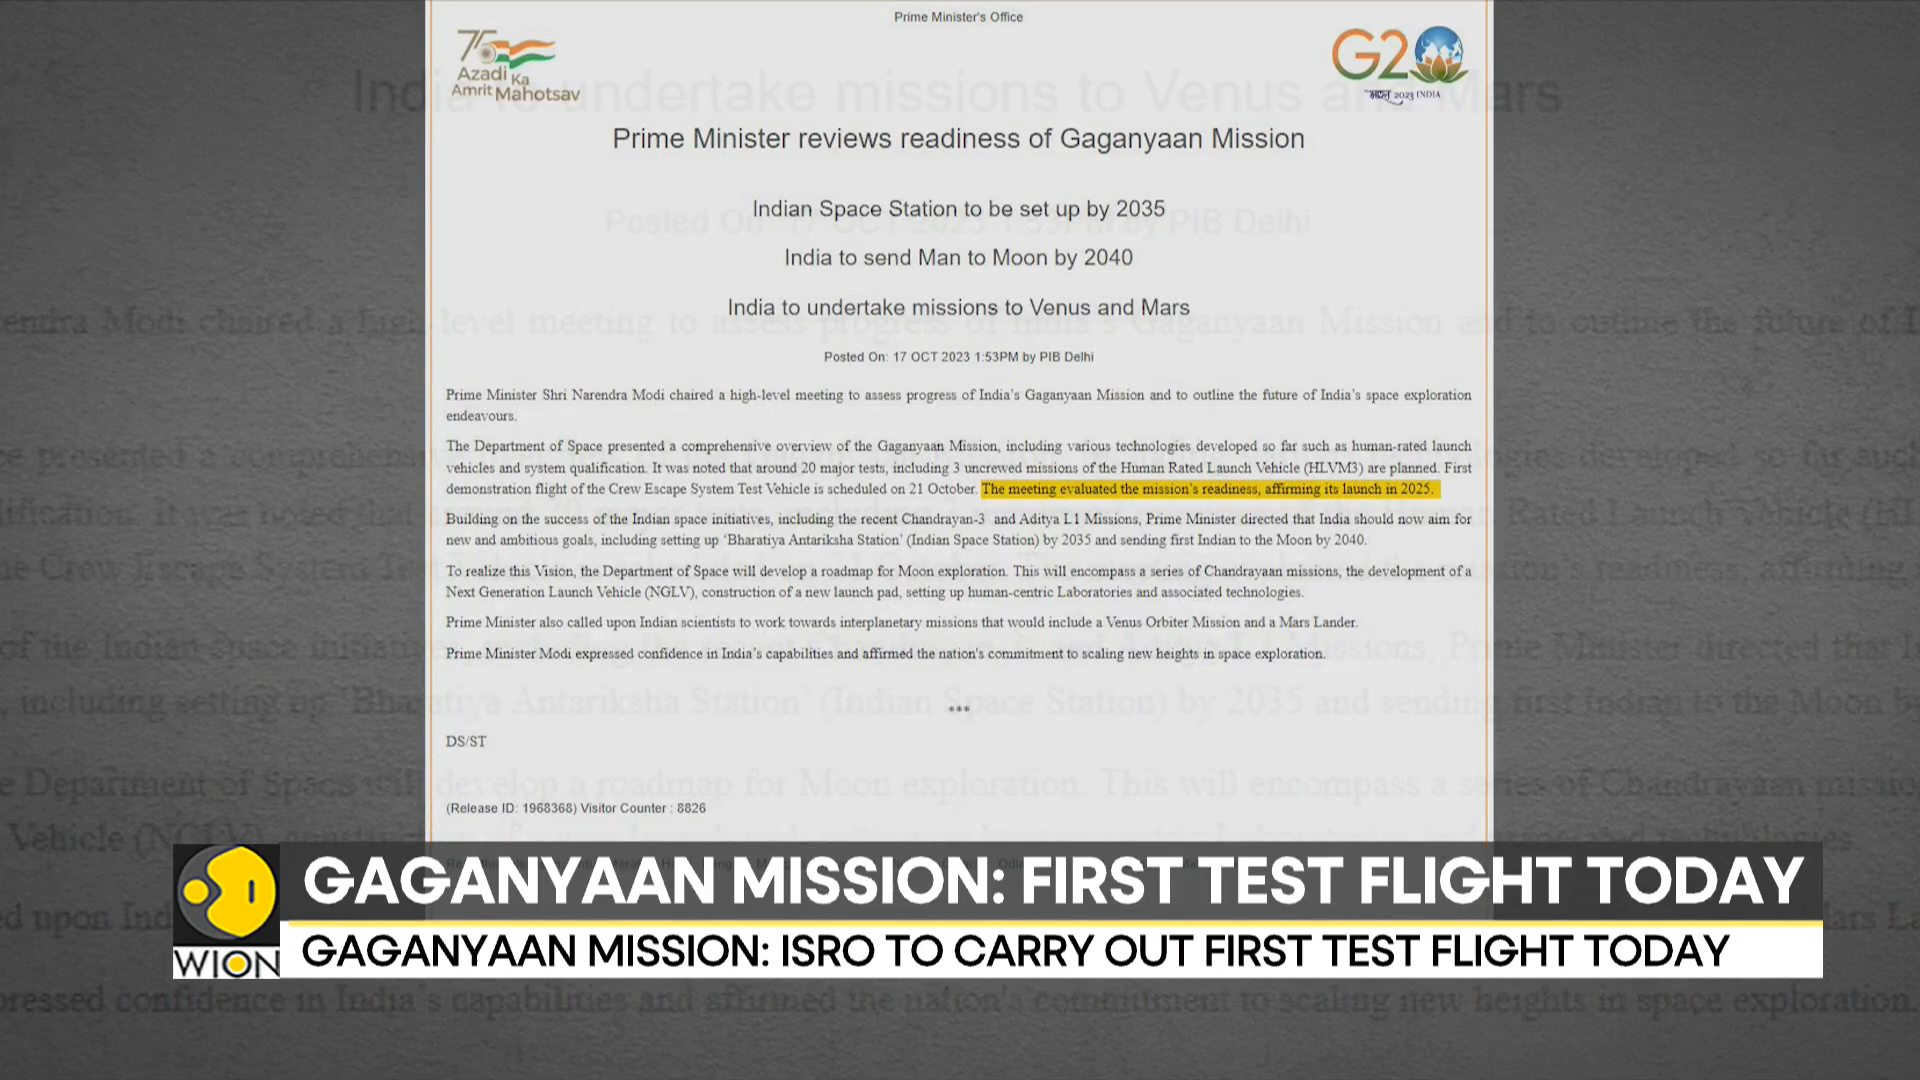 Prime Minister's Office
75
Azadi Ka
Amrit Mahotsav
G20
भारत 2023 INDIA
Prime Minister reviews readiness of Gaganyaan Mission
Indian Space Station to be set up by 2035
India to send Man to Moon by 2040
India to undertake missions to Venus and Mars
Posted On: 17 OCT 2023 1:53PM by PIB Delhi
Prime Minister Shri Narendra Modi chaired a high-level meeting to assess progress of India's Gaganyaan Mission and to outline the future of India's space exploration
endeavours.
The Department of Space presented a comprehensive overview of the Gaganyaan Mission, including various technologies developed so far such as human-rated launch
vehicles and system qualification. It was noted that around 20 major tests, including 3 uncrewed missions of the Human Rated Launch Vehicle (HLVM3) are planned. First
demonstration flight of the Crew Escape System Test Vehicle is scheduled on 21 October. The meeting evaluated the mission's readiness, affirming its launch in 2025.
Building on the success of the Indian space initiatives, including the recent Chandrayan-3 and Aditya L1 Missions, Prime Minister directed that India should now aim for
new and ambitious goals, including setting up 'Bharatiya Antariksha Station' (Indian Space Station) by 2035 and sending first Indian to the Moon by 2040.
To realize this Vision, the Department of Space will develop a roadmap for Moon exploration. This will encompass a series of Chandrayaan missions, the development of a
Next Generation Launch Vehicle (NGLV), construction of a new launch pad, setting up human-centric Laboratories and associated technologies.
Prime Minister also called upon Indian scientists to work towards interplanetary missions that would include a Venus Orbiter Mission and a Mars Lander.
Prime Minister Modi expressed confidence in India's capabilities and affirmed the nation's commitment to scaling new heights in space exploration.
***
DS/ST
(Release ID: 1968368) Visitor Counter : 8826
GAGANYAAN MISSION: FIRST TEST FLIGHT TODAY
GAGANYAAN MISSION: ISRO TO CARRY OUT FIRST TEST FLIGHT TODAY
WION